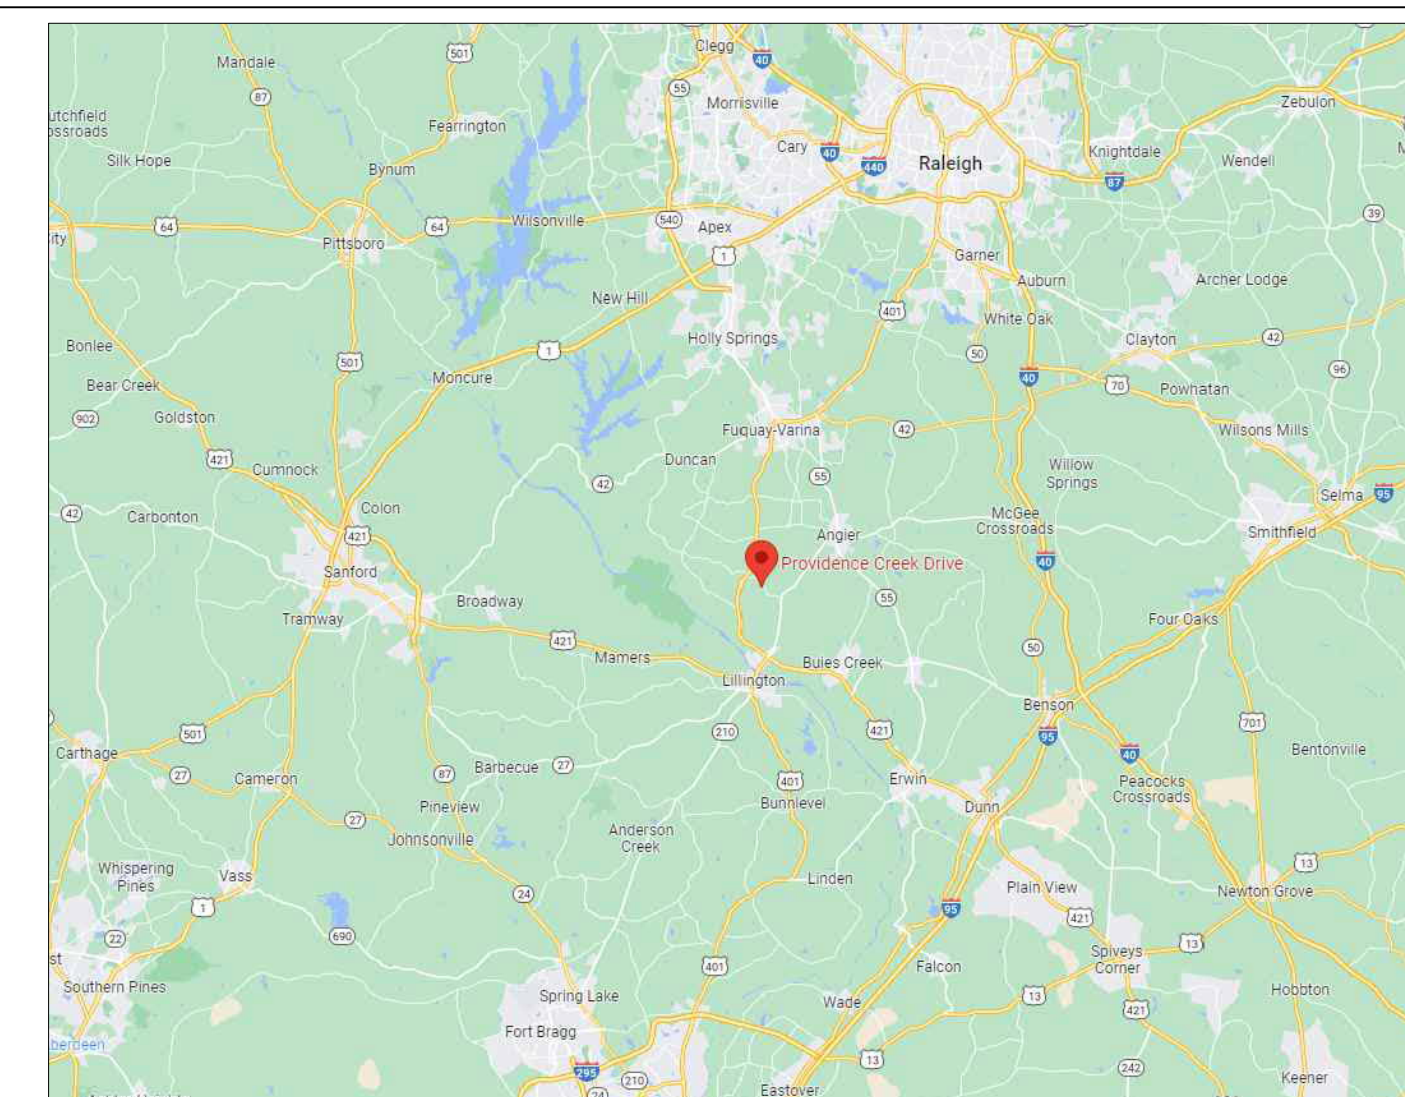 Clegg
501
40
Mandale
55
87
Morrisville
Zebulon
utchfield
ossroads
Fearrington
Cary
40
440
Raleigh
Knightdale
Wendell
Silk Hope
Bynum
87
39
64
64
Wilsonville
540
Apex
ity
Pittsboro
1
Garner
Auburn
Archer Lodge
New Hill
401
White Oak
Holly Springs
50
Clayton
42
Bonlee
1
501
96
Bear Creek
Moncure
40
70
Powhatan
902
Goldston
Fuquay-Varina
42
Wilsons Mills
421
Cumnock
Duncan
55
Willow
Springs
42
Selma
95
42
Carbonton
Colon
McGee
Crossroads
Smithfield
421
Angier
Sanford
Providence Creek Drive
40
Broadway
55
Tramway
Four Oaks
421
Mamers
Buies Creek
50
Lillington
Benson
501
210
421
95
701
Carthage
40
Bentonville
27
Cameron
87
Barbecue
27
401
Erwin
Peacocks
Crossroads
Pineview
Bunnlevel
Dunn
27
Johnsonville
Anderson
Creek
13
Whispering
Pines
Vass
Linden
Plain View
Newton Grove
1
24
95
421
22
690
13
st
401
Falcon
Spiveys
Corner
Southern Pines
Spring Lake
Wade
13
Hobbton
421
Fort Bragg
berdeen
13
295
210
242
Keener
24
Eastover